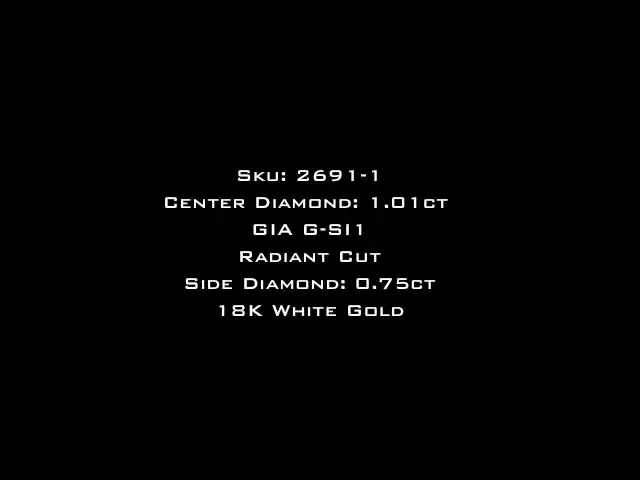 Sku: 2691-1
Center Diamond: 1.01ct
GIA G-SI1
Radiant Cut
Side Diamond: 0.75ct
18K White Gold